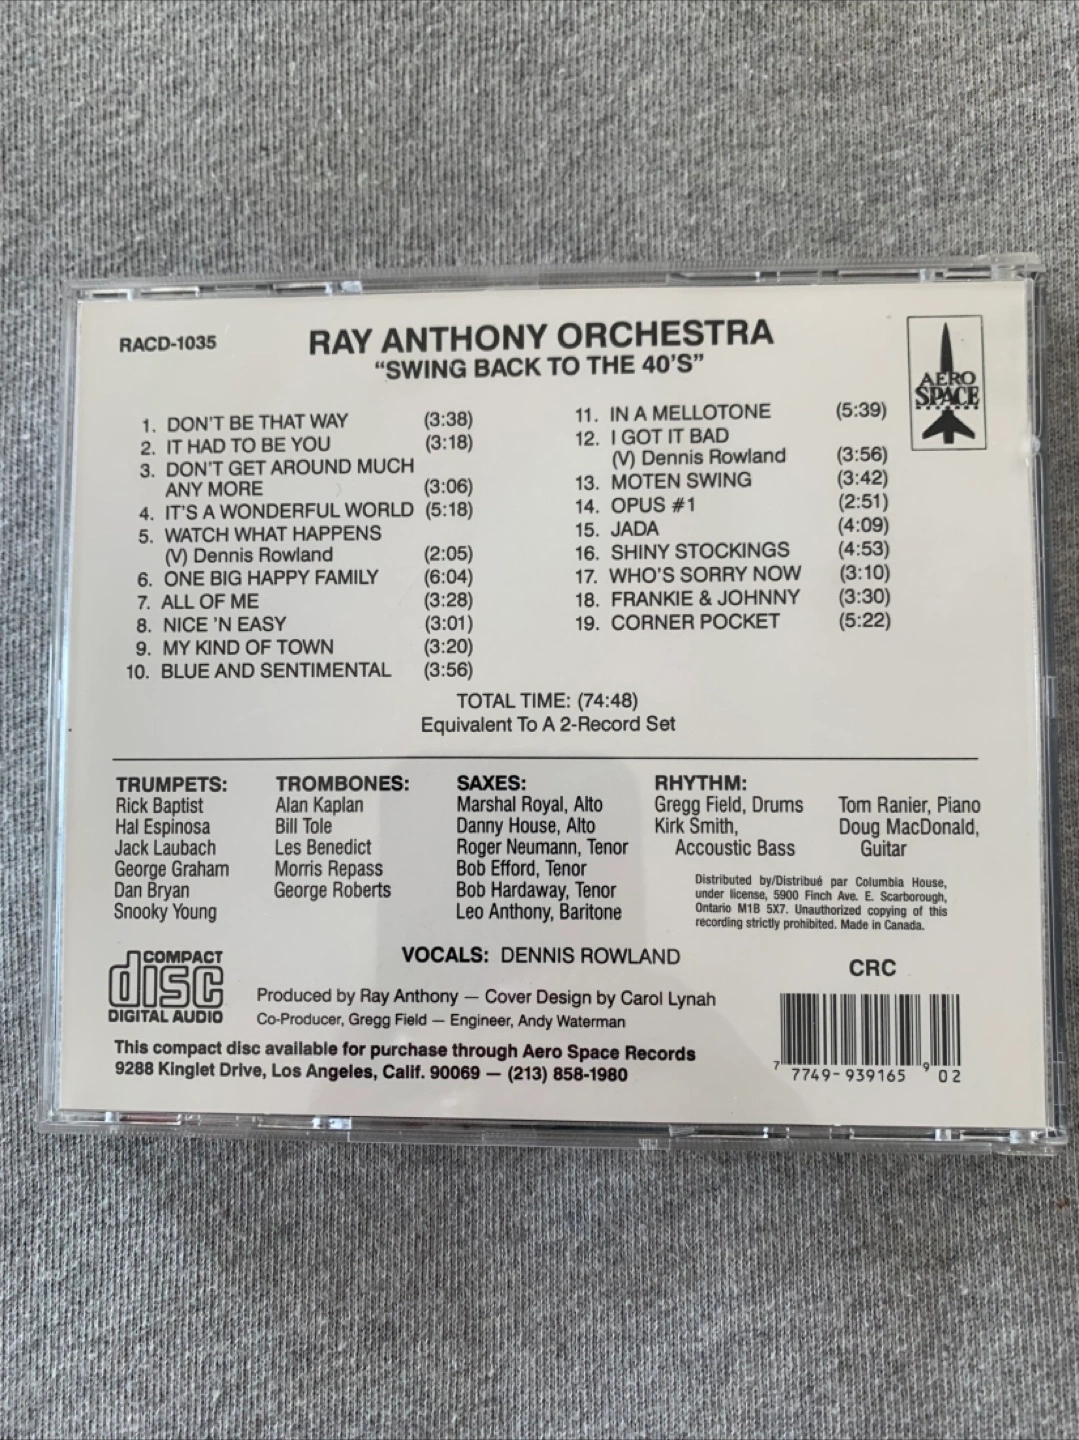 RACD-1035
RAY ANTHONY ORCHESTRA
"SWING BACK TO THE 40'S"
AERO
SPACE
1. DON'T BE THAT WAY (3:38)
2. IT HAD TO BE YOU (3:18)
3. DON'T GET AROUND MUCH
ANY MORE (3:06)
4. IT'S A WONDERFUL WORLD (5:18)
5. WATCH WHAT HAPPENS
(V) Dennis Rowland (2:05)
6. ONE BIG HAPPY FAMILY (6:04)
7. ALL OF ME (3:28)
8. NICE 'N EASY (3:01)
9. MY KIND OF TOWN (3:20)
10. BLUE AND SENTIMENTAL (3:56)
11. IN A MELLOTONE (5:39)
12. I GOT IT BAD
(V) Dennis Rowland (3:56)
13. MOTEN SWING (3:42)
14. OPUS #1 (2:51)
15. JADA (4:09)
16. SHINY STOCKINGS (4:53)
17. WHO'S SORRY NOW (3:10)
18. FRANKIE & JOHNNY (3:30)
19. CORNER POCKET (5:22)
TOTAL TIME: (74:48)
Equivalent To A 2-Record Set
TRUMPETS:
Rick Baptist
Hal Espinosa
Jack Laubach
George Graham
Dan Bryan
Snooky Young
TROMBONES:
Alan Kaplan
Bill Tole
Les Benedict
Morris Repass
George Roberts
SAXES:
Marshal Royal, Alto
Danny House, Alto
Roger Neumann, Tenor
Bob Efford, Tenor
Bob Hardaway, Tenor
Leo Anthony, Baritone
RHYTHM:
Gregg Field, Drums
Kirk Smith,
Accoustic Bass
Tom Ranier, Piano
Doug MacDonald,
Guitar
Distributed by/Distribué par Columbia House,
under license, 5900 Finch Ave. E. Scarborough,
Ontario M1B 5X7. Unauthorized copying of this
recording strictly prohibited. Made in Canada.
VOCALS: DENNIS ROWLAND
CRC
COMPACT
disc
DIGITAL AUDIO
Produced by Ray Anthony — Cover Design by Carol Lynah
Co-Producer, Gregg Field — Engineer, Andy Waterman
This compact disc available for purchase through Aero Space Records
9288 Kinglet Drive, Los Angeles, Calif. 90069 — (213) 858-1980
7 7749-939165 9 02